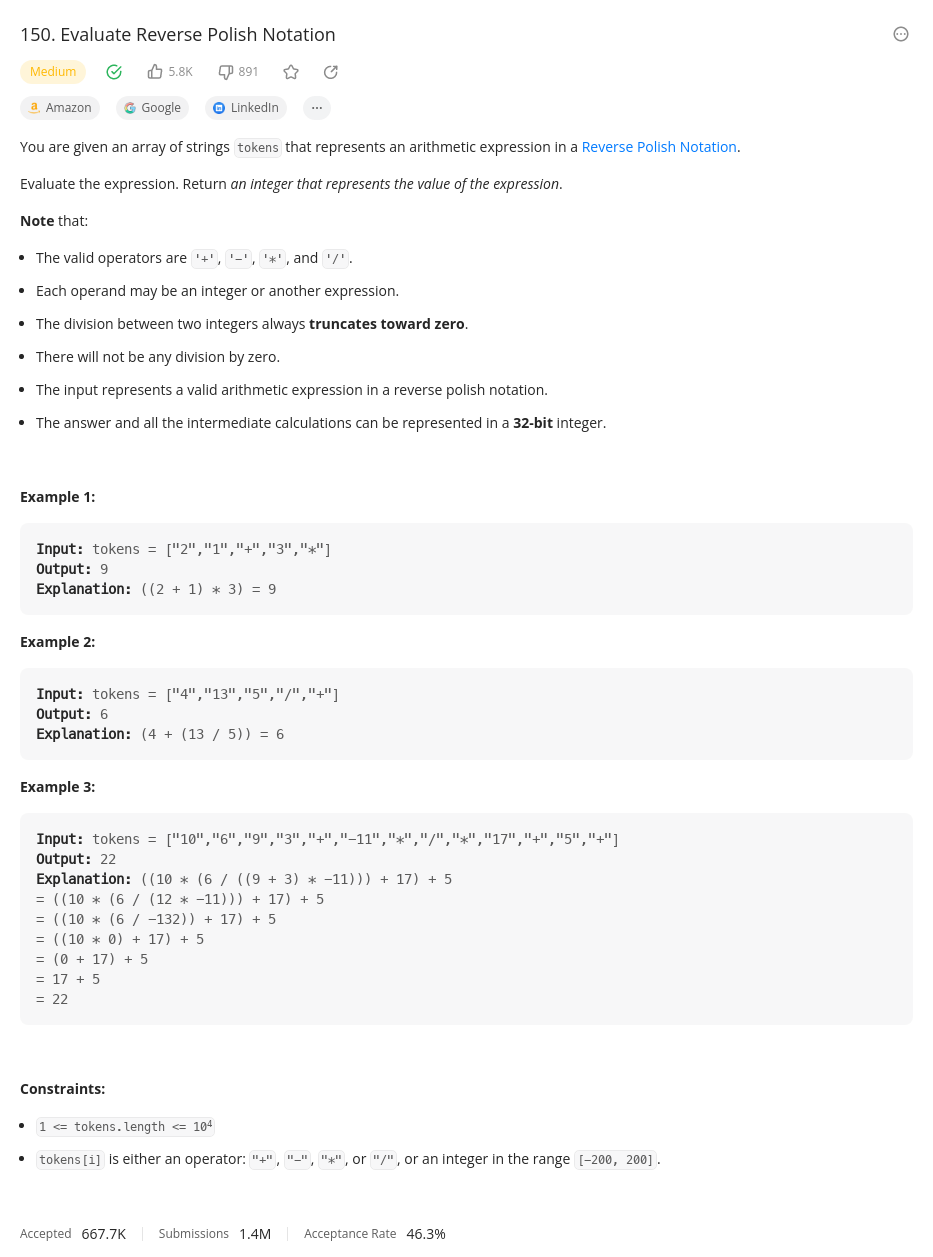 150. Evaluate Reverse Polish Notation
Medium 5.8K 891
Amazon Google LinkedIn ...
You are given an array of strings tokens that represents an arithmetic expression in a Reverse Polish Notation.
Evaluate the expression. Return an integer that represents the value of the expression.
Note that:
• The valid operators are '+', '-', '*', and '/'.
• Each operand may be an integer or another expression.
• The division between two integers always truncates toward zero.
• There will not be any division by zero.
• The input represents a valid arithmetic expression in a reverse polish notation.
• The answer and all the intermediate calculations can be represented in a 32-bit integer.
Example 1:
Input: tokens = ["2","1","+","3","*"]
Output: 9
Explanation: ((2 + 1) * 3) = 9
Example 2:
Input: tokens = ["4","13","5","/","+"]
Output: 6
Explanation: (4 + (13 / 5)) = 6
Example 3:
Input: tokens = ["10","6","9","3","+","-11","*","/","*","17","+","5","+"]
Output: 22
Explanation: ((10 * (6 / ((9 + 3) * -11))) + 17) + 5
= ((10 * (6 / (12 * -11))) + 17) + 5
= ((10 * (6 / -132)) + 17) + 5
= ((10 * 0) + 17) + 5
= (0 + 17) + 5
= 17 + 5
= 22
Constraints:
• 1 <= tokens.length <= 10⁴
• tokens[i] is either an operator: "+", "-", "*", or "/", or an integer in the range [-200, 200].
Accepted 667.7K Submissions 1.4M Acceptance Rate 46.3%